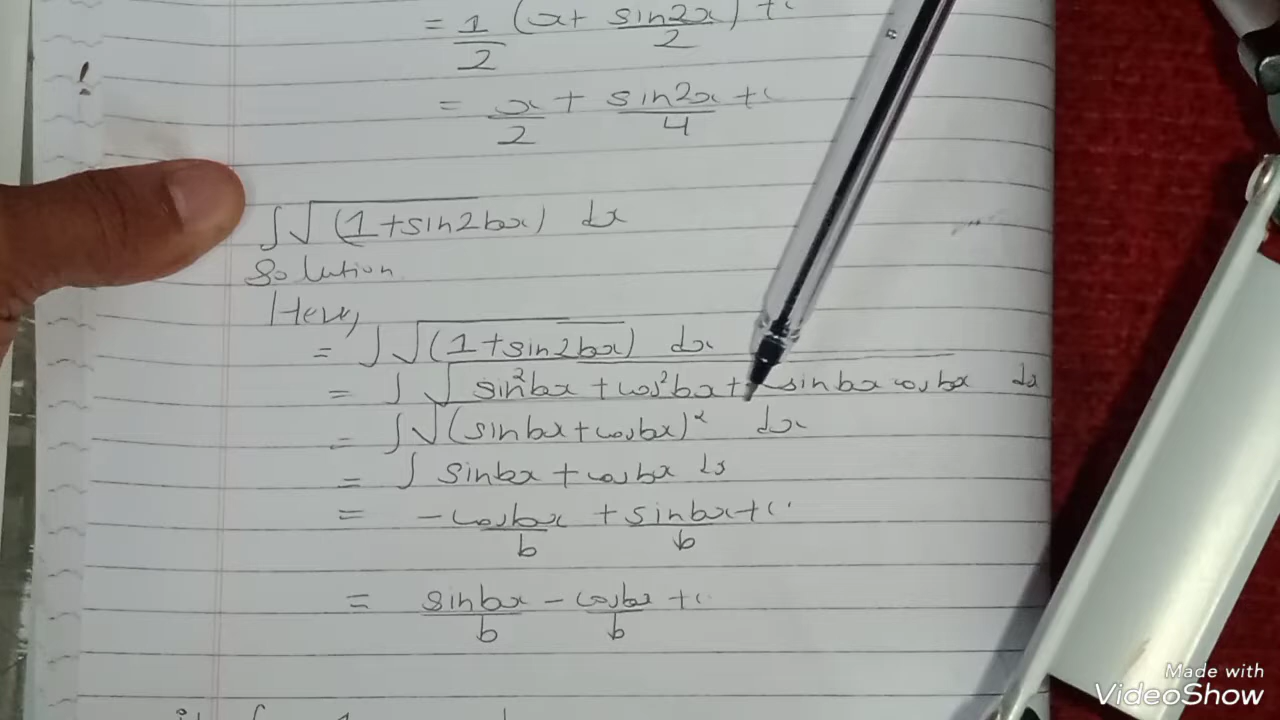 = 1/2 (x + sin2x/2) + c
!
= x/2 + sin2x/4 + c
∫√(1+sin2bx) dx
Solution
Here,
= ∫√(1+sin2bx) dx
= ∫√sin²bx + cos²bx + sinbx cosbx dx
= ∫√(sinbx+cosbx)² dx
= ∫ sinbx + cosbx dx
= -cosbx/b + sinbx/b + c
= sinbx/b - cosbx/b + c
Made with
VideoShow